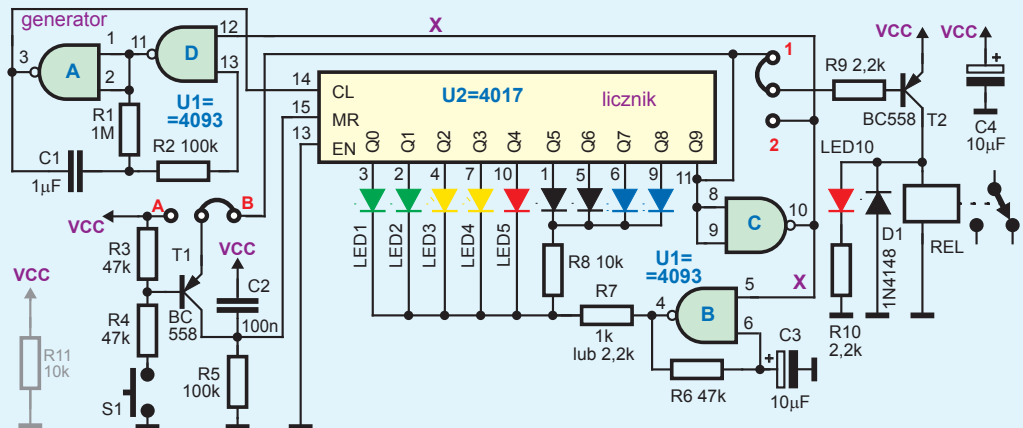 generator
3
A
1
2
11
D
12
13
U1=
=4093
R1
1M
R2 100k
C1
1µF
X
14
15
13
CL
MR
EN
U2=4017
licznik
Q0
Q1
Q2
Q3
Q4
Q5
Q6
Q7
Q8
Q9
3
2
4
7
10
1
5
6
9
11
LED1
LED2
LED3
LED4
LED5
8
9
C
10
1
2
VCC
R9 2,2k
BC558
T2
VCC
+
C4
10µF
LED10
D1
1N4148
REL
R10
2,2k
VCC
A
B
R3
47k
T1
BC
558
R4
47k
S1
VCC
R11
10k
VCC
C2
100n
R5
100k
R8 10k
R7
1k
lub 2,2k
U1=
=4093
X
4
B
5
6
R6 47k
C3
+
10µF